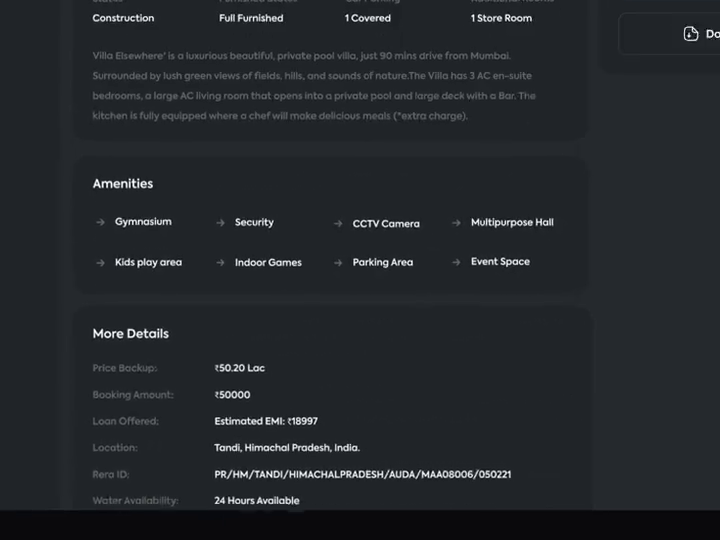 Construction Full Furnished 1 Covered 1 Store Room
Do
Villa Elsewhere' is a luxurious beautiful, private pool villa, just 90 mins drive from Mumbai.
Surrounded by lush green views of fields, hills, and sounds of nature.The Villa has 3 AC en-suite
bedrooms, a large AC living room that opens into a private pool and large deck with a Bar. The
kitchen is fully equipped where a chef will make delicious meals (*extra charge).
Amenities
Gymnasium Security CCTV Camera Multipurpose Hall
Kids play area Indoor Games Parking Area Event Space
More Details
Price Backup: ₹50.20 Lac
Booking Amount: ₹50000
Loan Offered: Estimated EMI: ₹18997
Location: Tandi, Himachal Pradesh, India.
Rera ID: PR/HM/TANDI/HIMACHALPRADESH/AUDA/MAA08006/050221
Water Availability: 24 Hours Available